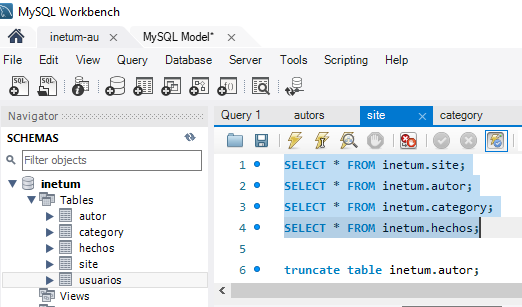 MySQL Workbench
inetum-au
MySQL Model*
File Edit View Query Database Server Tools Scripting Help
Navigator
SCHEMAS
Filter objects
inetum
Tables
autor
category
hechos
site
usuarios
Views
Query 1 autors site category
1 SELECT * FROM inetum.site;
2 SELECT * FROM inetum.autor;
3 SELECT * FROM inetum.category;
4 SELECT * FROM inetum.hechos;
5
6 truncate table inetum.autor;